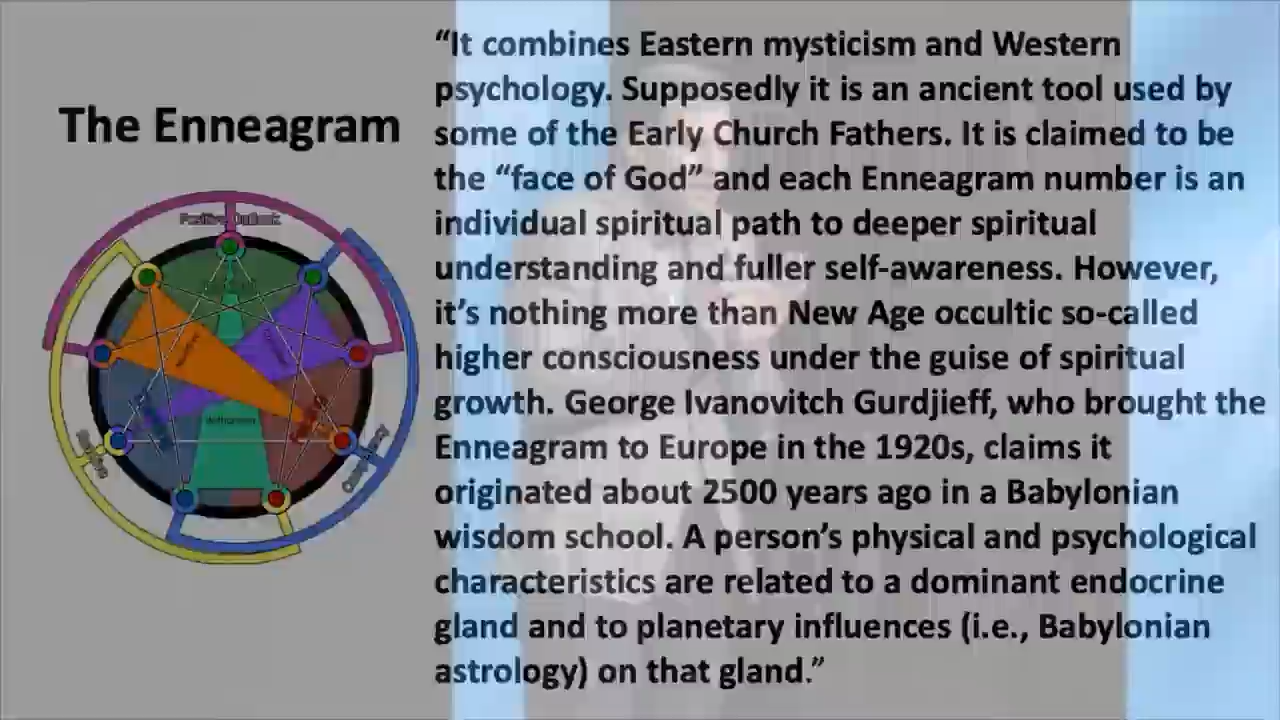 The Enneagram
Positive Outlook
"It combines Eastern mysticism and Western
psychology. Supposedly it is an ancient tool used by
some of the Early Church Fathers. It is claimed to be
the "face of God" and each Enneagram number is an
individual spiritual path to deeper spiritual
understanding and fuller self-awareness. However,
it's nothing more than New Age occultic so-called
higher consciousness under the guise of spiritual
growth. George Ivanovitch Gurdjieff, who brought the
Enneagram to Europe in the 1920s, claims it
originated about 2500 years ago in a Babylonian
wisdom school. A person's physical and psychological
characteristics are related to a dominant endocrine
gland and to planetary influences (i.e., Babylonian
astrology) on that gland."